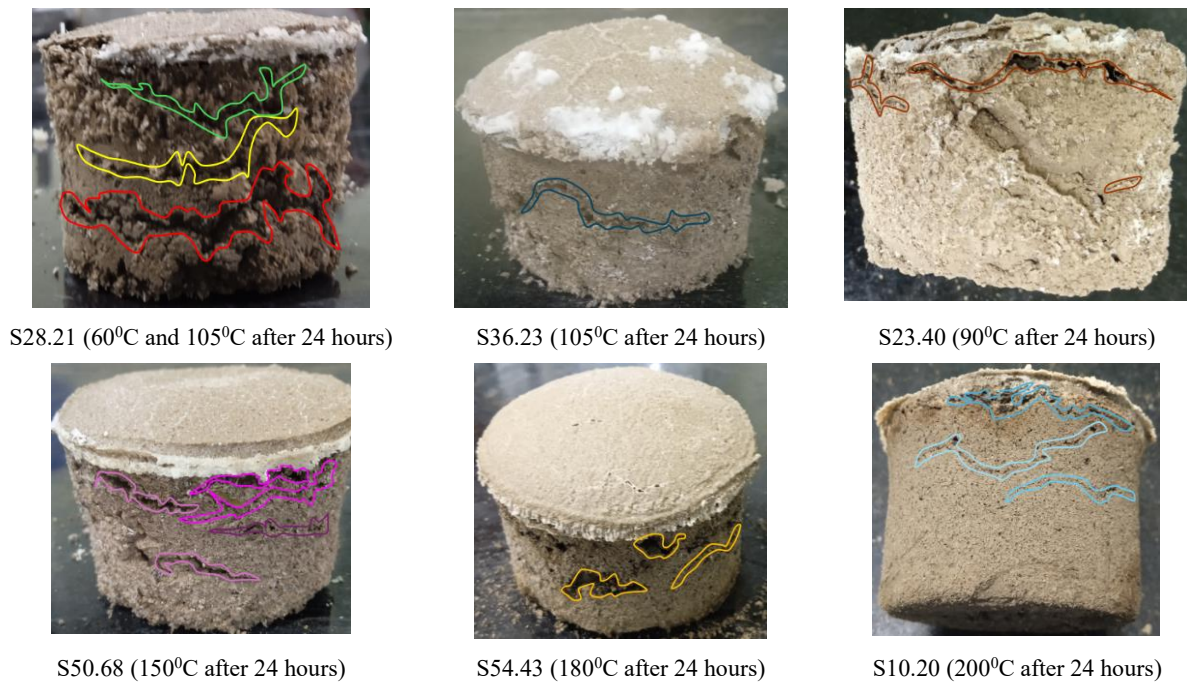 S28.21 (60⁰C and 105⁰C after 24 hours)
S36.23 (105⁰C after 24 hours)
S23.40 (90⁰C after 24 hours)
S50.68 (150⁰C after 24 hours)
S54.43 (180⁰C after 24 hours)
S10.20 (200⁰C after 24 hours)